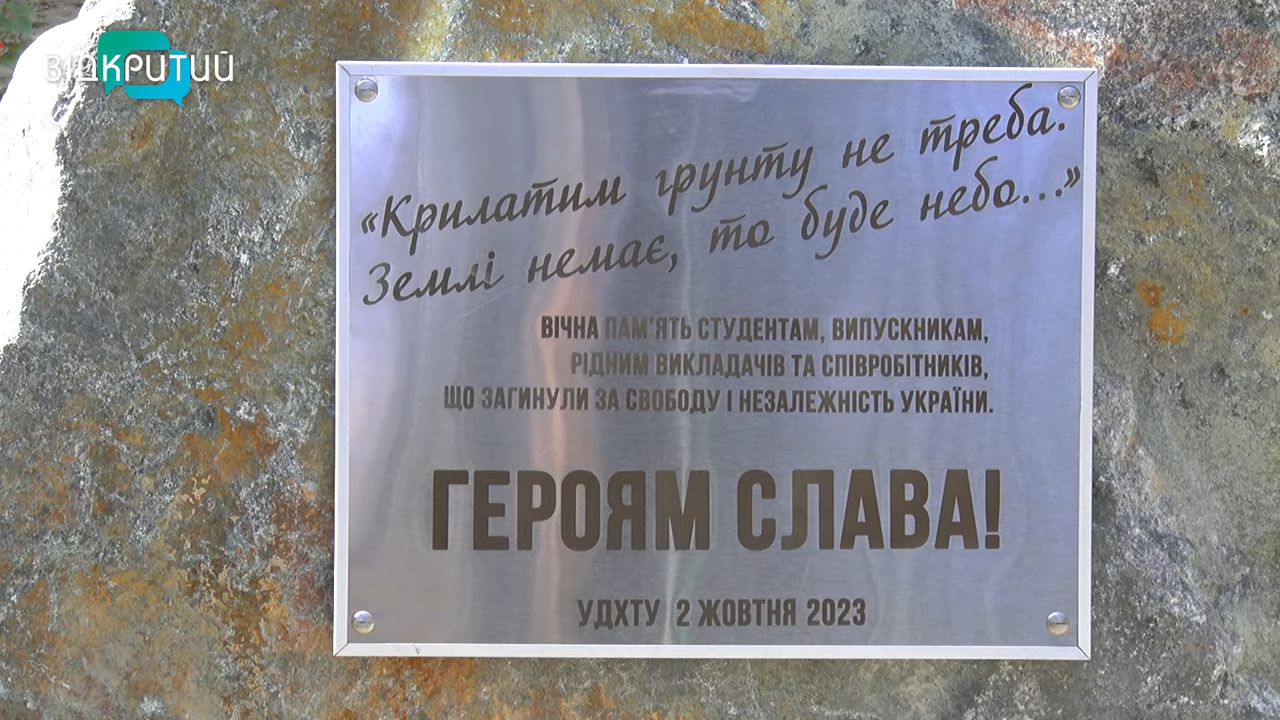 ВІДКРИТИЙ
«Крилатим грунту не треба.
Землі немає, то буде небо...»
ВІЧНА ПАМ'ЯТЬ СТУДЕНТАМ, ВИПУСКНИКАМ,
РІДНИМ ВИКЛАДАЧІВ ТА СПІВРОБІТНИКІВ,
ЩО ЗАГИНУЛИ ЗА СВОБОДУ І НЕЗАЛЕЖНІСТЬ УКРАЇНИ.
ГЕРОЯМ СЛАВА!
УДХТУ 2 ЖОВТНЯ 2023